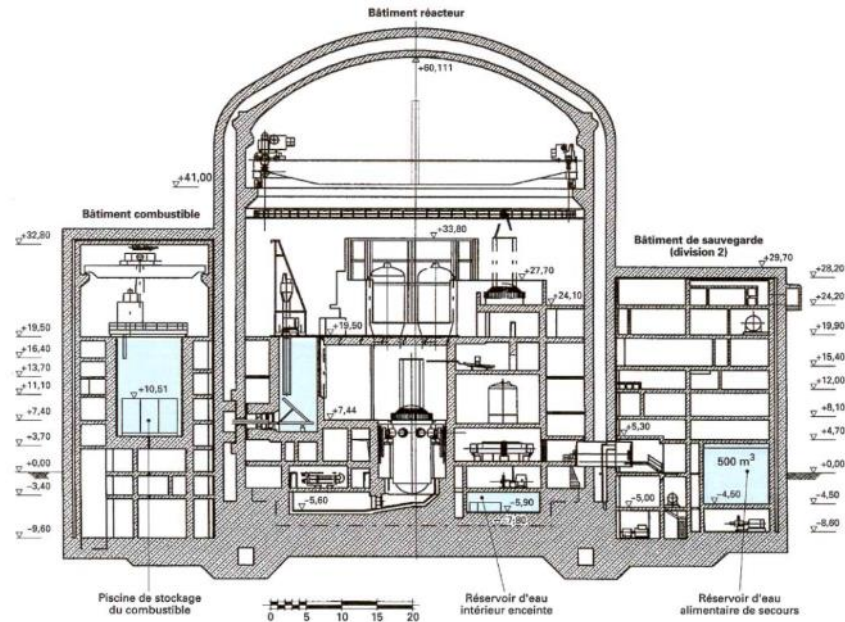 Bâtiment réacteur
+60,111
+41,00
Bâtiment combustible
+32,80
+33,80
Bâtiment de sauvegarde
(division 2)
+29,70
+28,20
+27,70
+24,10
+24,20
+19,50
+19,50
+19,90
+16,40
+15,40
+13,70
+12,00
+11,10
+10,51
+7,40
+7,44
+8,10
+5,30
+3,70
+4,70
500 m³
+0,00
+0,00
-3,40
-4,50
-4,50
-5,00
-5,60
-5,90
-7,80
-9,60
-8,60
Piscine de stockage
du combustible
0 5 10 15 20
Réservoir d'eau
intérieur enceinte
Réservoir d'eau
alimentaire de secours